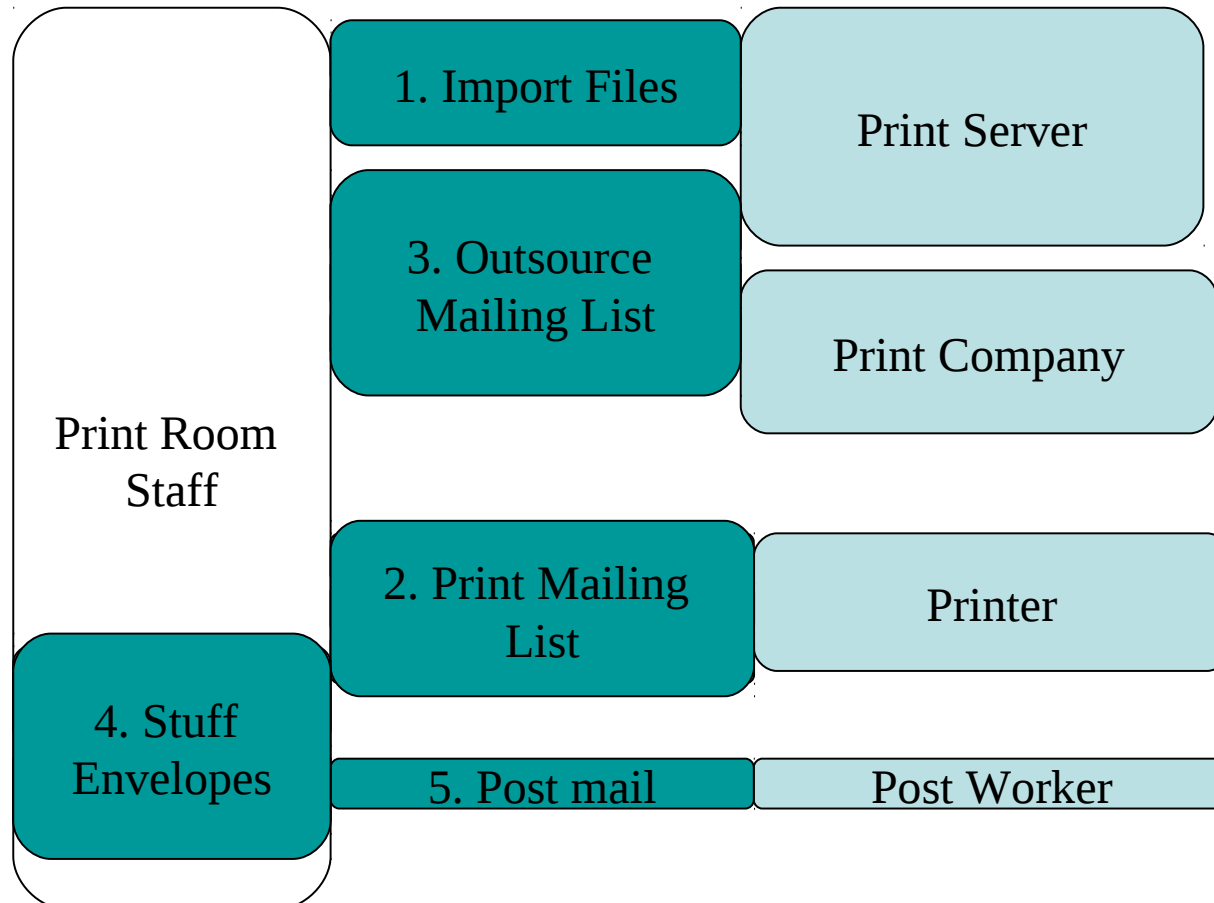 1. Import Files
Print Server
3. Outsource
Mailing List
Print Company
Print Room
Staff
2. Print Mailing
List
Printer
4. Stuff
Envelopes
5. Post mail
Post Worker